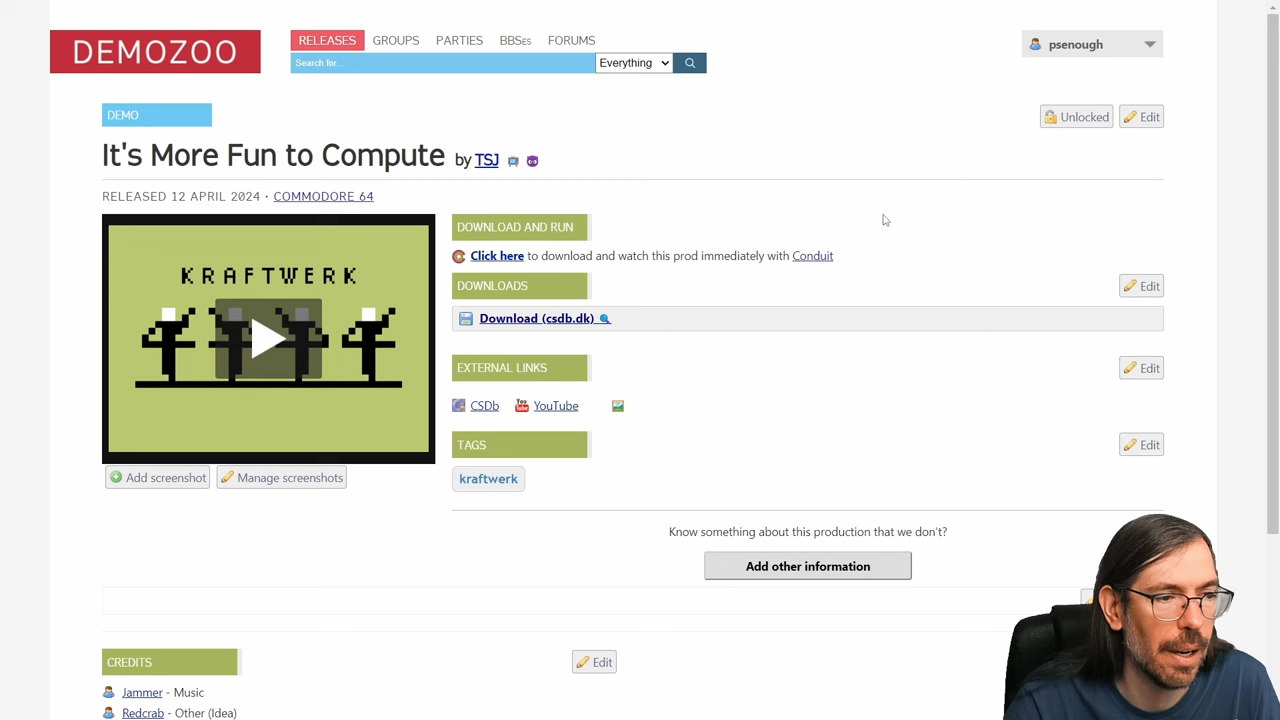 DEMOZOO
RELEASES GROUPS PARTIES BBSes FORUMS
Search for... Everything
psenough
DEMO
Unlocked Edit
It's More Fun to Compute by TSJ
RELEASED 12 APRIL 2024 • COMMODORE 64
KRAFTWERK
Add screenshot Manage screenshots
DOWNLOAD AND RUN
Click here to download and watch this prod immediately with Conduit
DOWNLOADS Edit
Download (csdb.dk)
EXTERNAL LINKS Edit
CSDb YouTube
You
Tube
TAGS Edit
kraftwerk
Know something about this production that we don't?
Add other information
CREDITS Edit
Jammer - Music
Redcrab - Other (Idea)